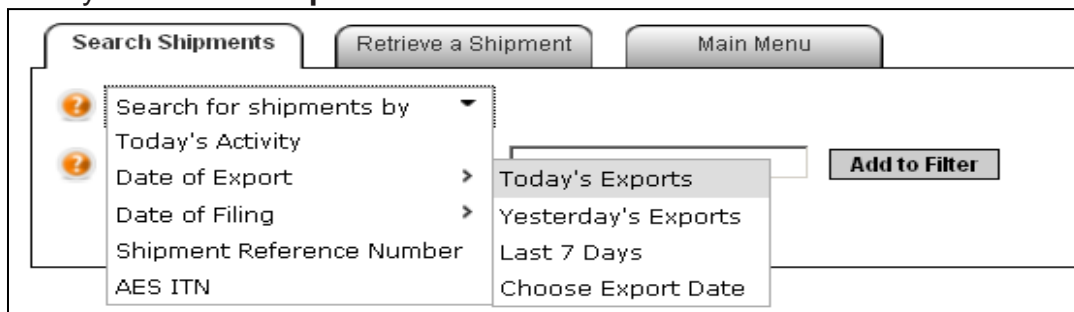 Search Shipments
Retrieve a Shipment
Main Menu
Search for shipments by
Today's Activity
Date of Export
Date of Filing
Shipment Reference Number
AES ITN
Today's Exports
Yesterday's Exports
Last 7 Days
Choose Export Date
Add to Filter